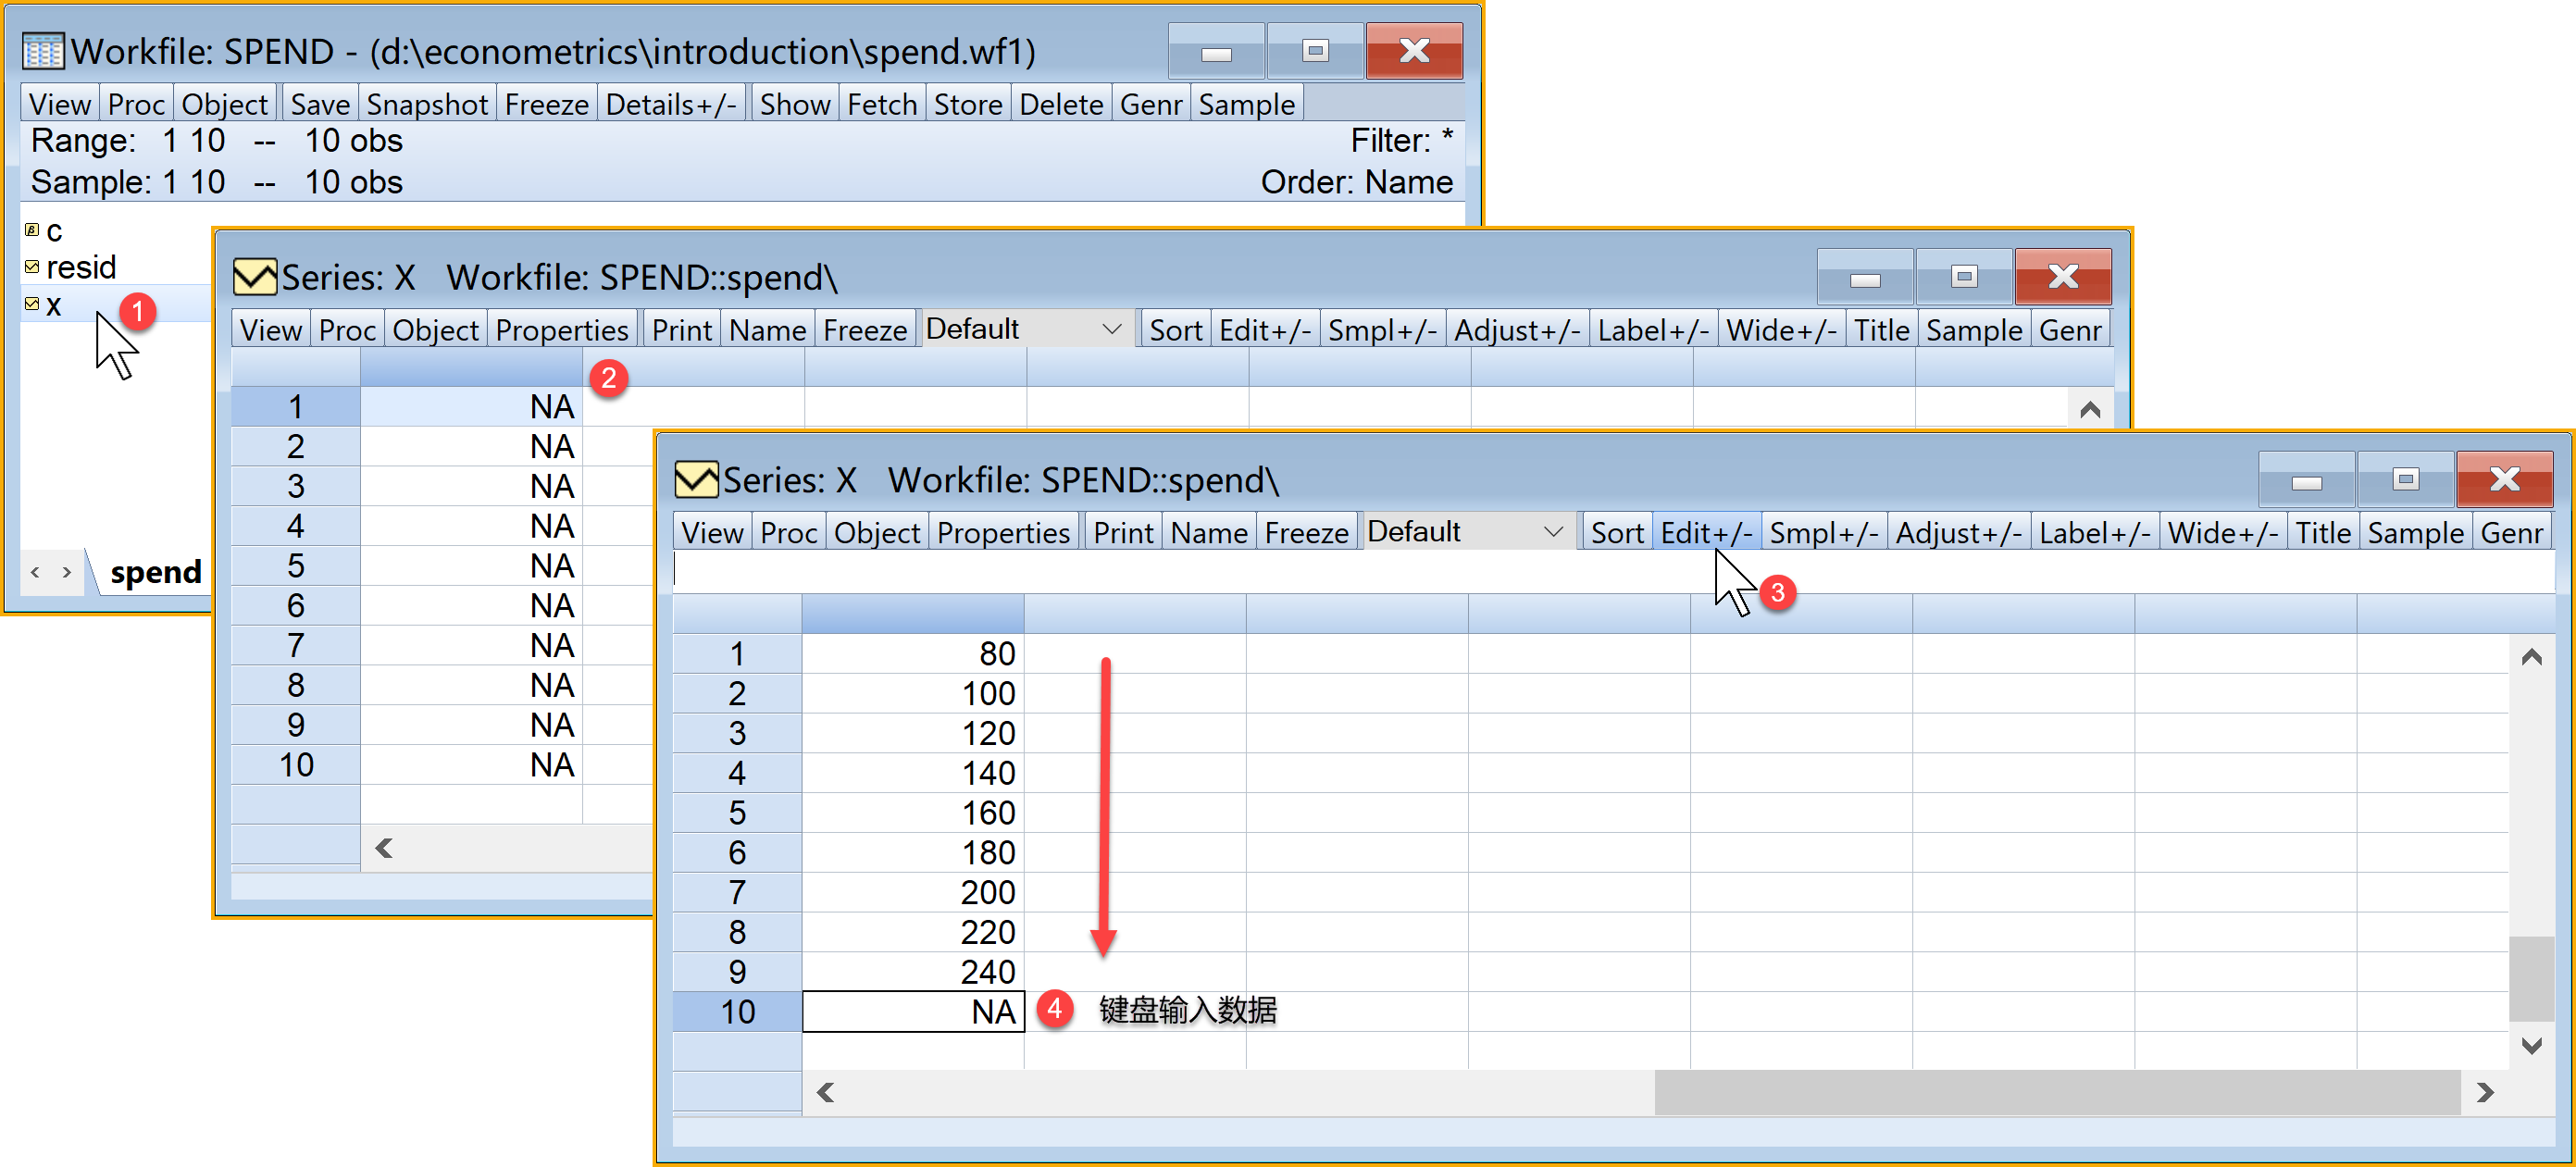 Workfile: SPEND - (d:\econometrics\introduction\spend.wf1)
View Proc Object Save Snapshot Freeze Details+/- Show Fetch Store Delete Genr Sample
Range: 1 10 -- 10 obs Filter: *
Sample: 1 10 -- 10 obs Order: Name
β c
resid
x 1
spend
Series: X Workfile: SPEND::spend\
View Proc Object Properties Print Name Freeze Default Sort Edit+/- Smpl+/- Adjust+/- Label+/- Wide+/- Title Sample Genr
2
1 NA
2 NA
3 NA
4 NA
5 NA
6 NA
7 NA
8 NA
9 NA
10 NA
Series: X Workfile: SPEND::spend\
View Proc Object Properties Print Name Freeze Default Sort Edit+/- Smpl+/- Adjust+/- Label+/- Wide+/- Title Sample Genr
3
1 80
2 100
3 120
4 140
5 160
6 180
7 200
8 220
9 240
10 NA 4 键盘输入数据